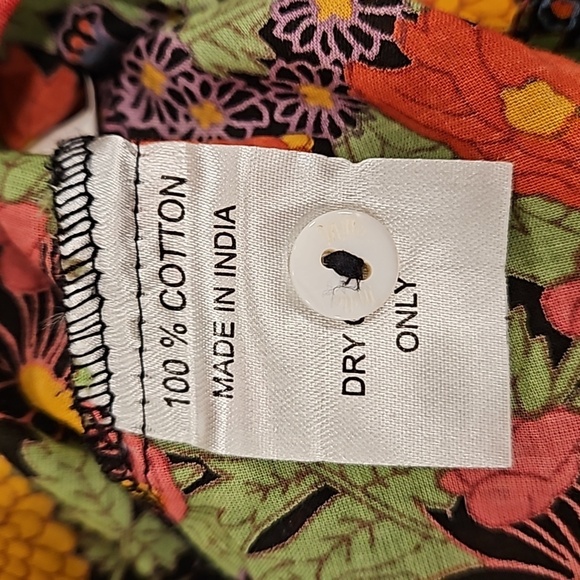 100 % COTTON
MADE IN INDIA
DRY
ONLY